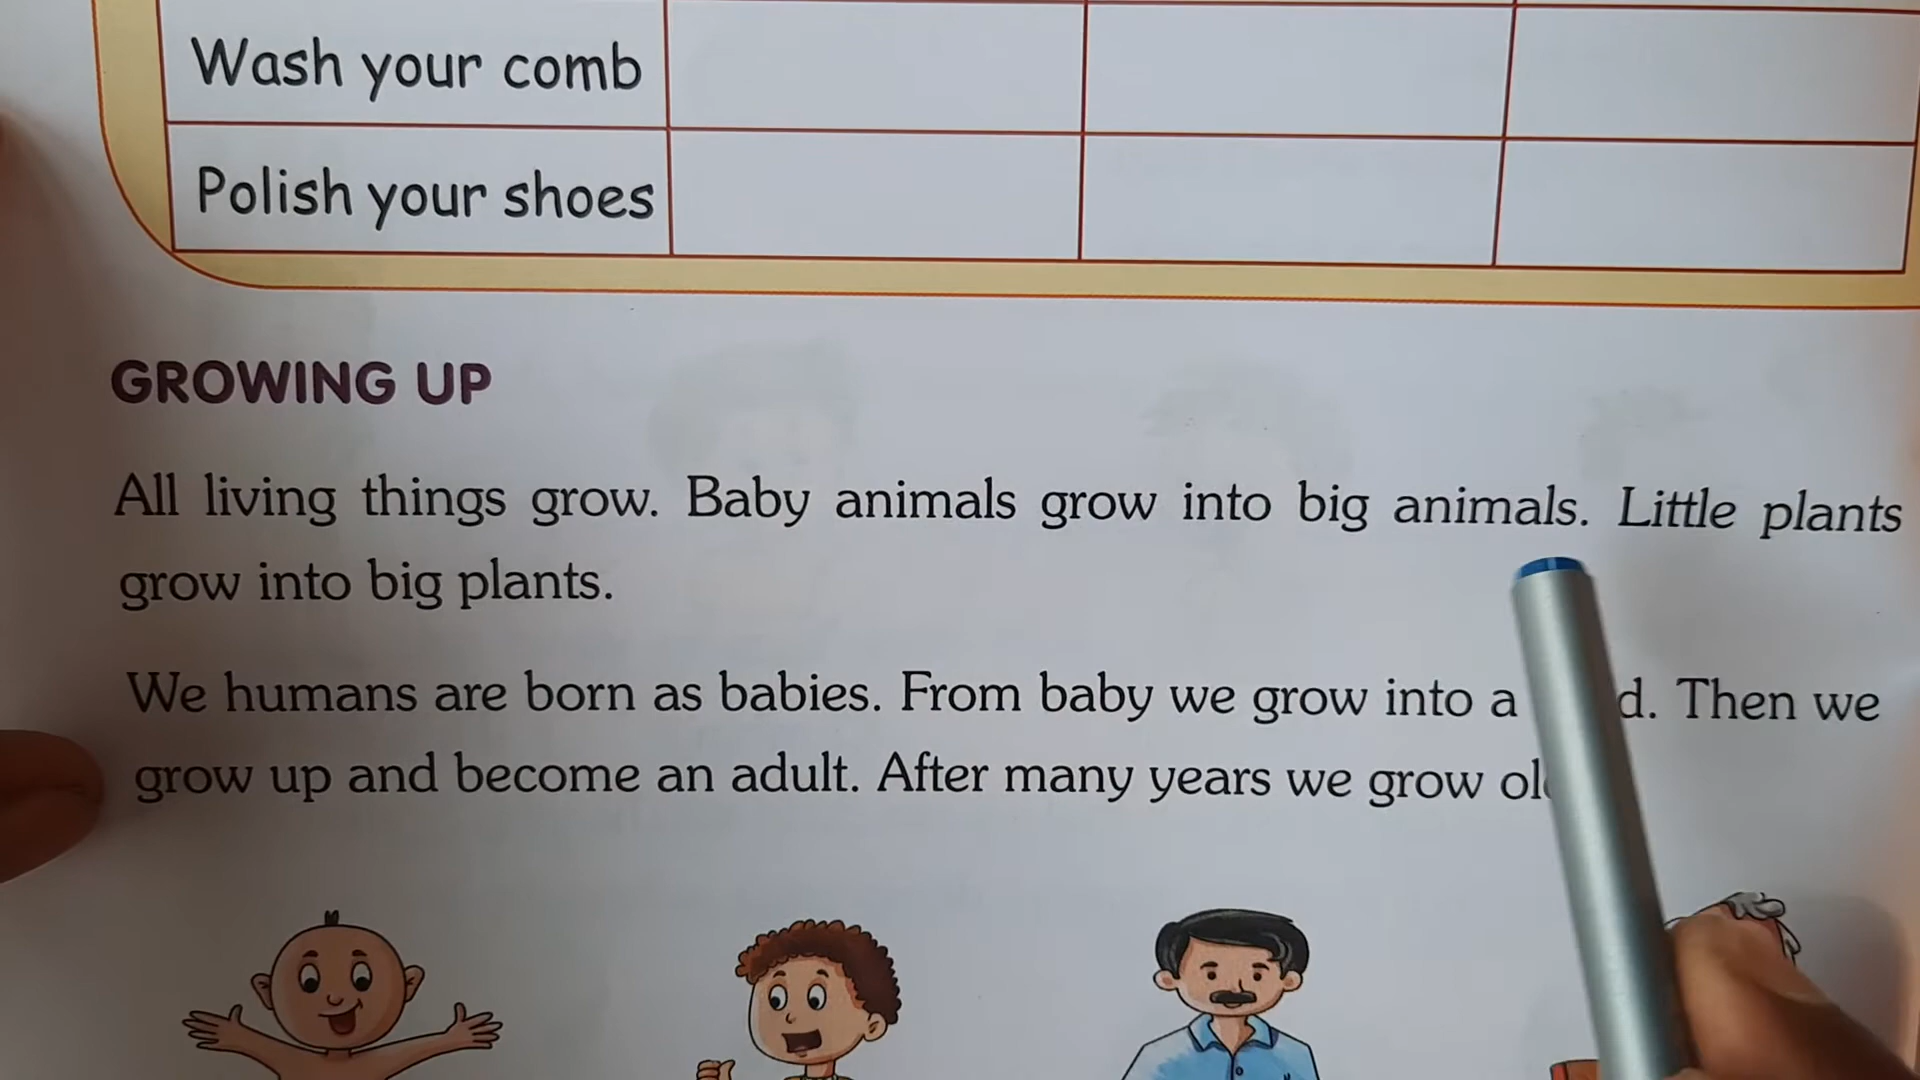 Wash your comb
Polish your shoes
GROWING UP
All living things grow. Baby animals grow into big animals. Little plants
grow into big plants.
We humans are born as babies. From baby we grow into a Then we
grow up and become an adult. After many years we grow